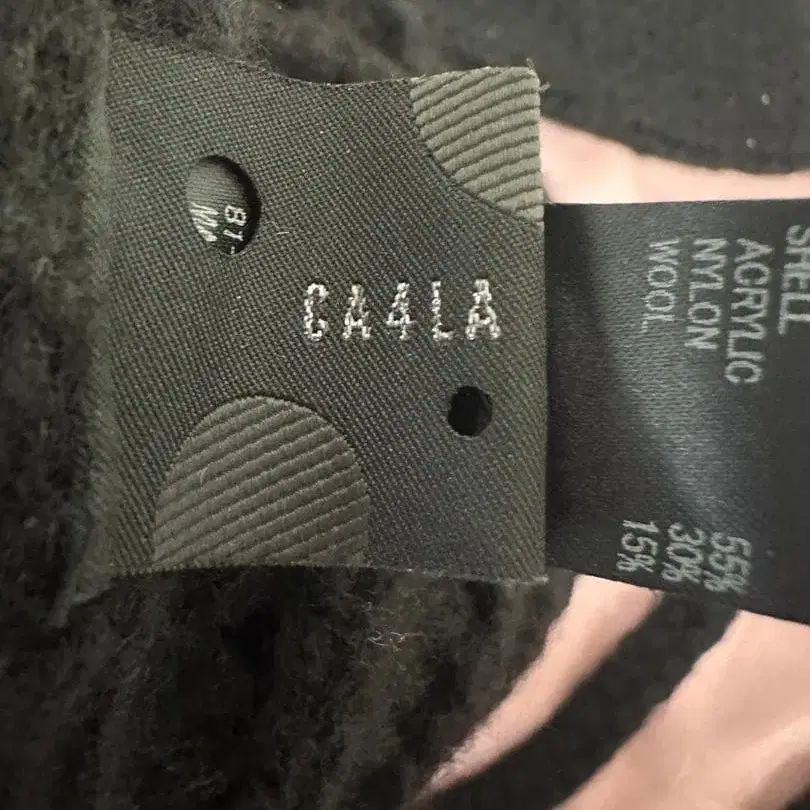 CA4LA
SHELL
ACRYLIC 55%
NYLON 30%
WOOL 15%